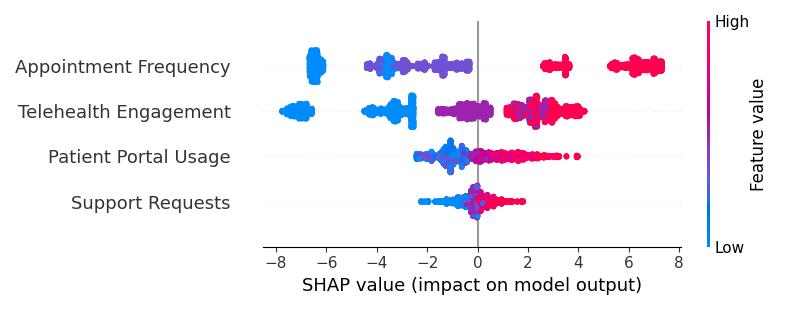 High
Appointment Frequency
Telehealth Engagement
Patient Portal Usage
Support Requests
Feature value
Low
−8 −6 −4 −2 0 2 4 6 8
SHAP value (impact on model output)